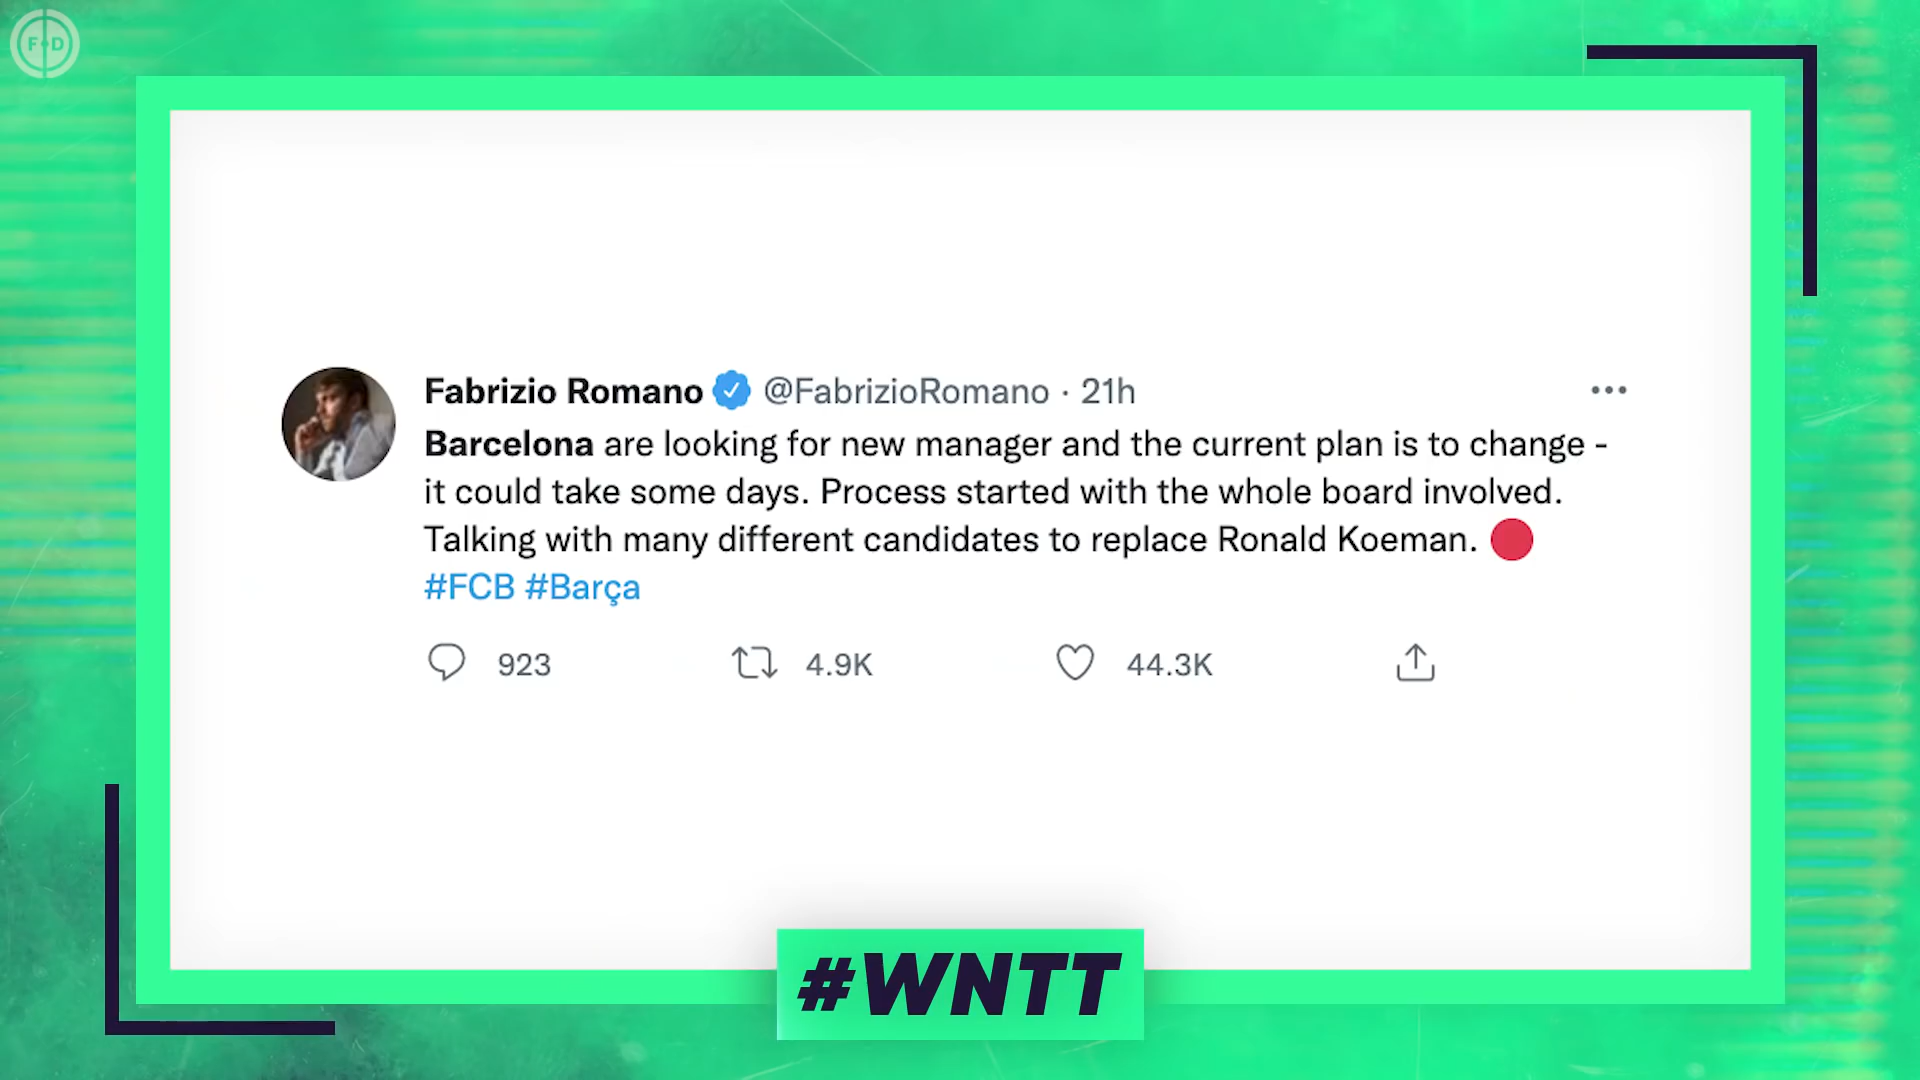 F D
Fabrizio Romano @FabrizioRomano · 21h
Barcelona are looking for new manager and the current plan is to change -
it could take some days. Process started with the whole board involved.
Talking with many different candidates to replace Ronald Koeman. 🔴
#FCB #Barça
923 4.9K 44.3K
#WNTT